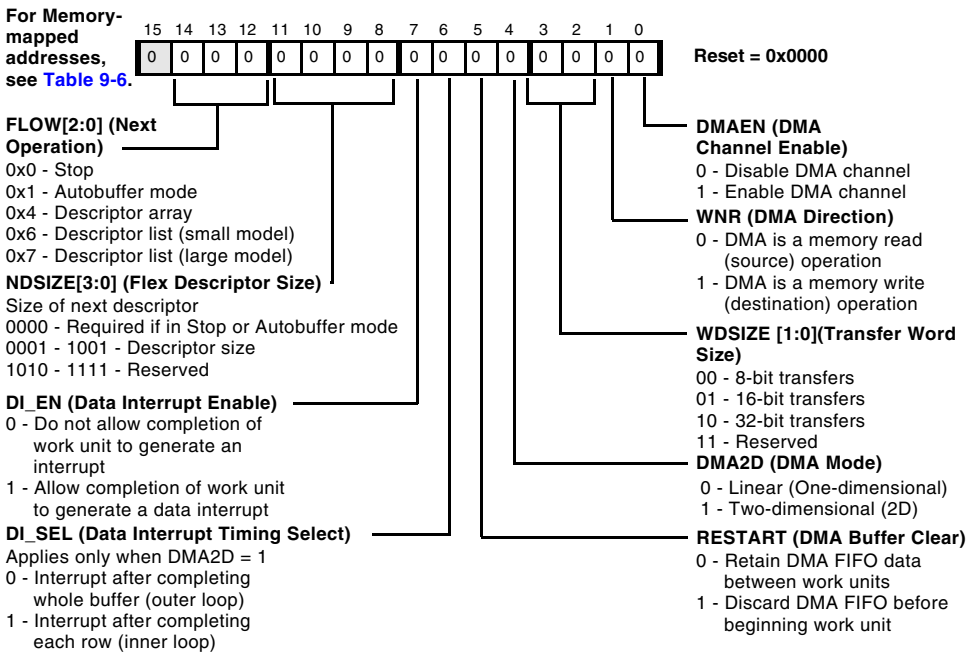 For Memory-
mapped
addresses,
see Table 9-6.
15 14 13 12 11 10 9 8 7 6 5 4 3 2 1 0
0 0 0 0 0 0 0 0 0 0 0 0 0 0 0 0
Reset = 0x0000
FLOW[2:0] (Next
Operation)
0x0 - Stop
0x1 - Autobuffer mode
0x4 - Descriptor array
0x6 - Descriptor list (small model)
0x7 - Descriptor list (large model)
NDSIZE[3:0] (Flex Descriptor Size)
Size of next descriptor
0000 - Required if in Stop or Autobuffer mode
0001 - 1001 - Descriptor size
1010 - 1111 - Reserved
DI_EN (Data Interrupt Enable)
0 - Do not allow completion of
work unit to generate an
interrupt
1 - Allow completion of work unit
to generate a data interrupt
DI_SEL (Data Interrupt Timing Select)
Applies only when DMA2D = 1
0 - Interrupt after completing
whole buffer (outer loop)
1 - Interrupt after completing
each row (inner loop)
DMAEN (DMA
Channel Enable)
0 - Disable DMA channel
1 - Enable DMA channel
WNR (DMA Direction)
0 - DMA is a memory read
(source) operation
1 - DMA is a memory write
(destination) operation
WDSIZE [1:0](Transfer Word
Size)
00 - 8-bit transfers
01 - 16-bit transfers
10 - 32-bit transfers
11 - Reserved
DMA2D (DMA Mode)
0 - Linear (One-dimensional)
1 - Two-dimensional (2D)
RESTART (DMA Buffer Clear)
0 - Retain DMA FIFO data
between work units
1 - Discard DMA FIFO before
beginning work unit